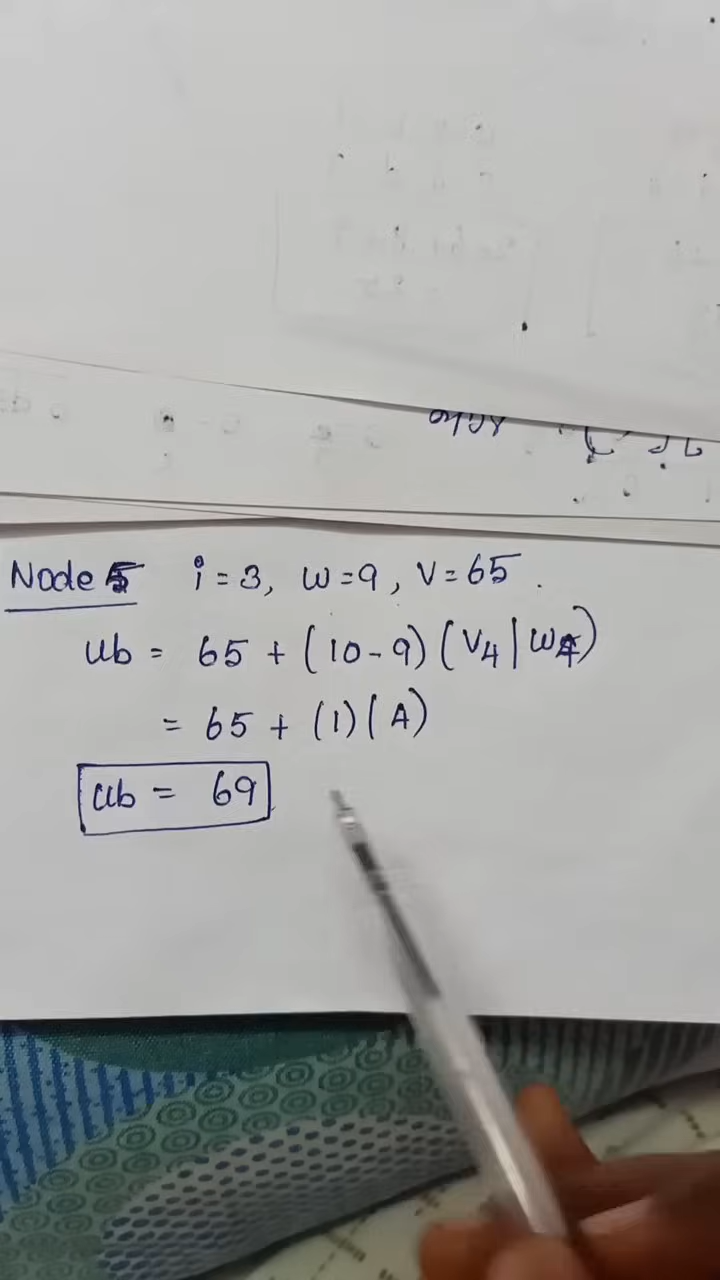 Node 5 i = 3, w = 9, V = 65.
ub = 65 + (10 - 9) (V4 | W4)
= 65 + (1) (4)
ub = 69